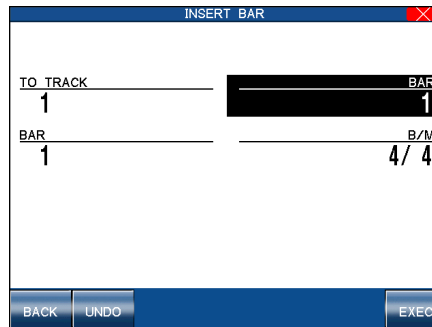 INSERT BAR
TO TRACK BAR
1 1
BAR B/M
1 4/ 4
BACK UNDO EXEC